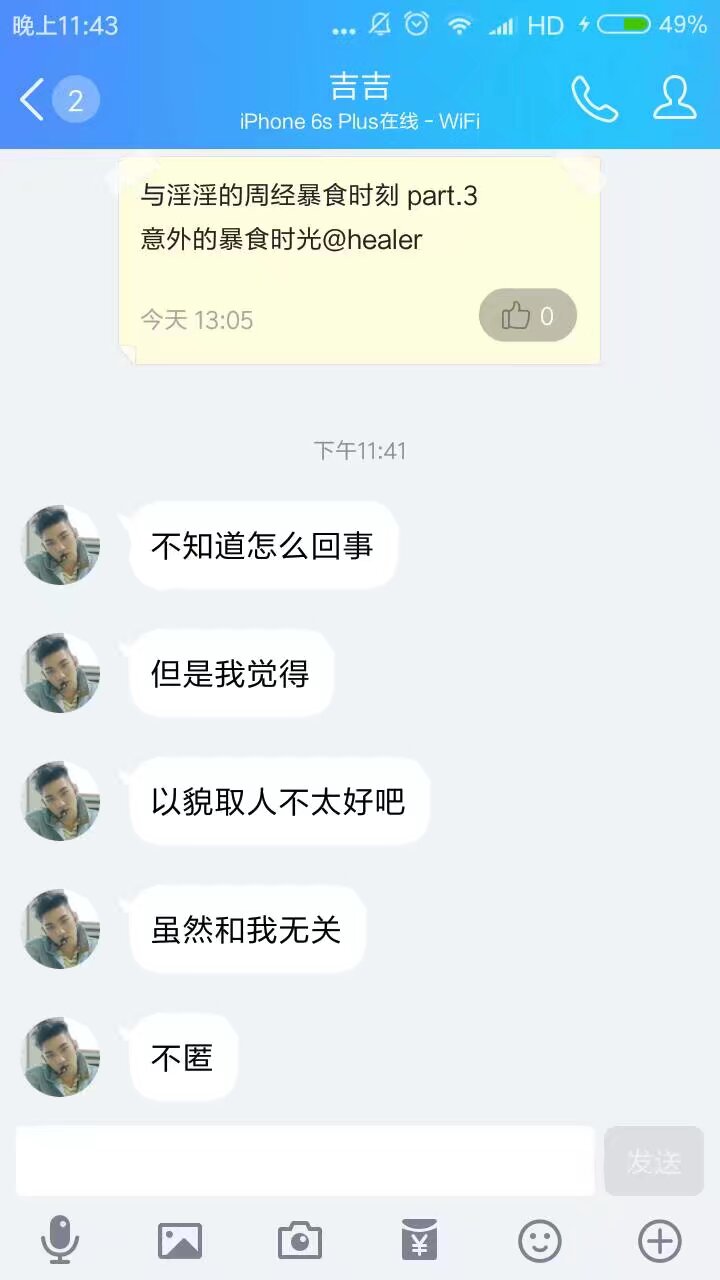 晚上11:43
HD
49%
2
吉吉
iPhone 6s Plus在线 - WiFi
与淫淫的周经暴食时刻 part.3
意外的暴食时光@healer
今天 13:05
0
下午11:41
不知道怎么回事
但是我觉得
以貌取人不太好吧
虽然和我无关
不匿
发送
¥